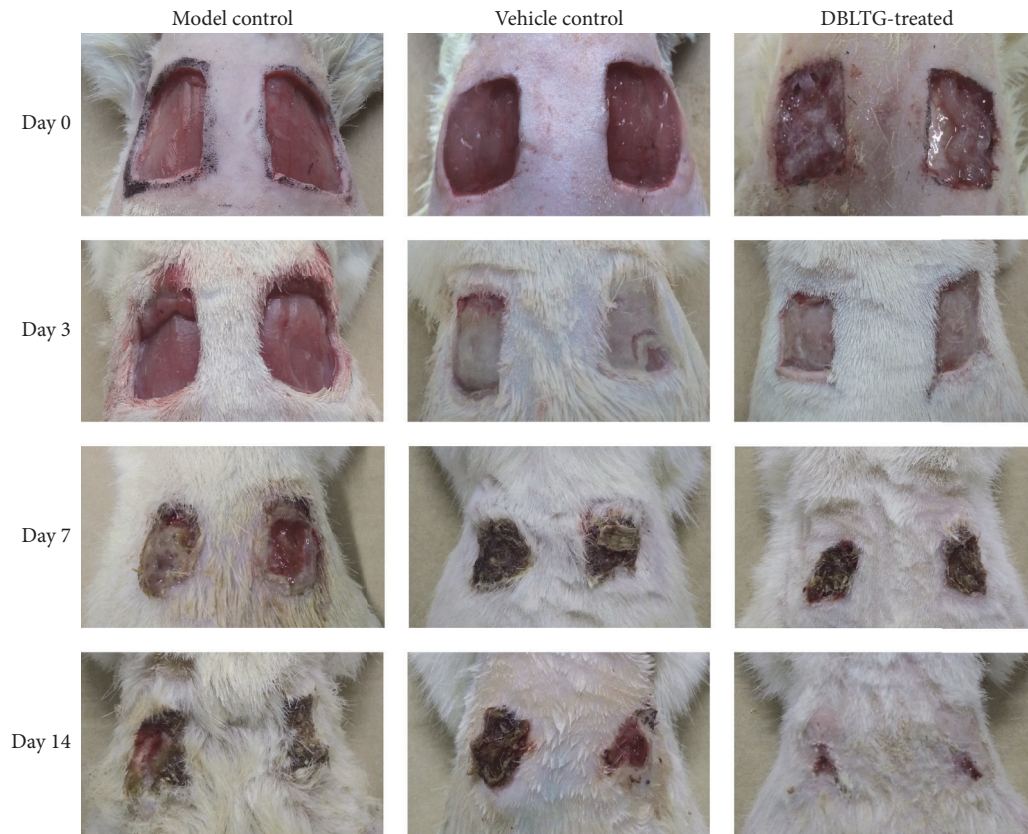 Model control
Vehicle control
DBLTG-treated
Day 0
Day 3
Day 7
Day 14